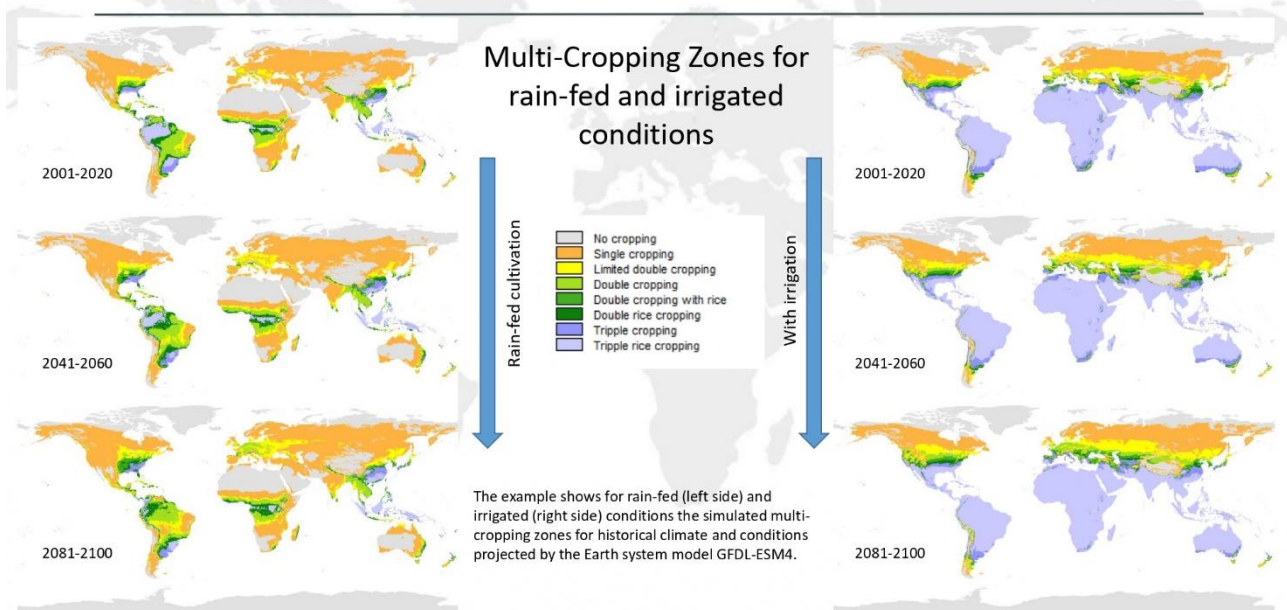 Multi-Cropping Zones for
rain-fed and irrigated
conditions
2001-2020
2041-2060
2081-2100
Rain-fed cultivation
No cropping
Single cropping
Limited double cropping
Double cropping
Double cropping with rice
Double rice cropping
Tripple cropping
Tripple rice cropping
With irrigation
2001-2020
2041-2060
2081-2100
The example shows for rain-fed (left side) and
irrigated (right side) conditions the simulated multi-
cropping zones for historical climate and conditions
projected by the Earth system model GFDL-ESM4.